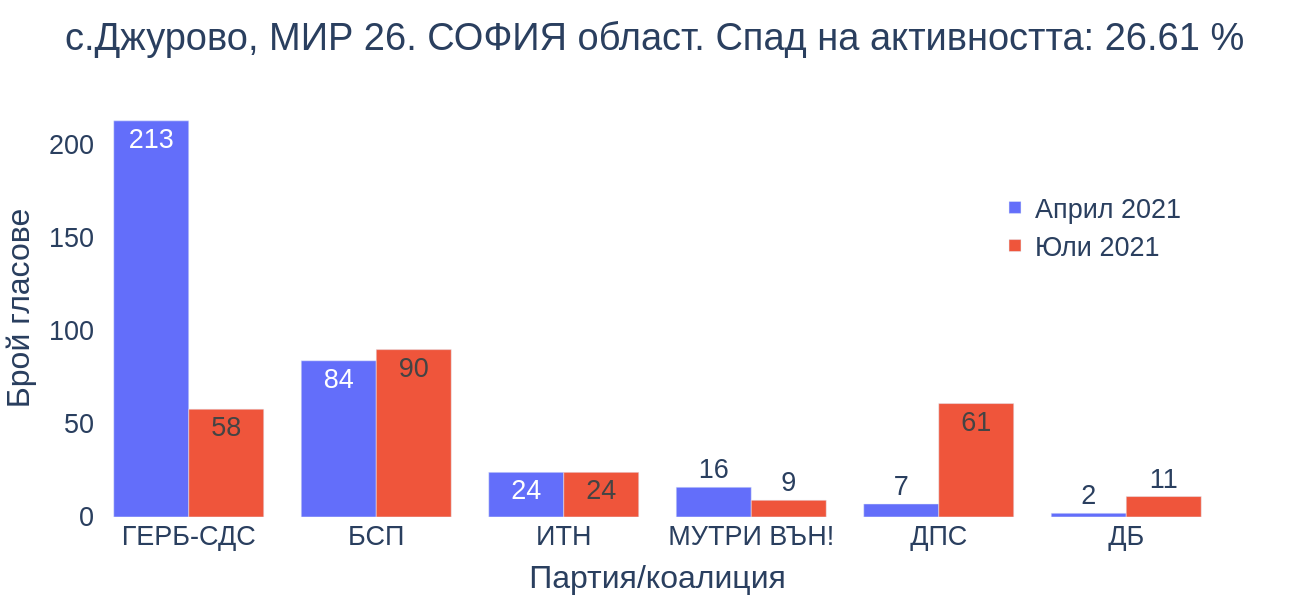 с.Джурово, МИР 26. СОФИЯ област. Спад на активността: 26.61 %
Брой гласове
200
150
100
50
0
213
58
84
90
24
24
16
9
7
61
2
11
Април 2021
Юли 2021
ГЕРБ-СДС
БСП
ИТН
МУТРИ ВЪН!
ДПС
ДБ
Партия/коалиция